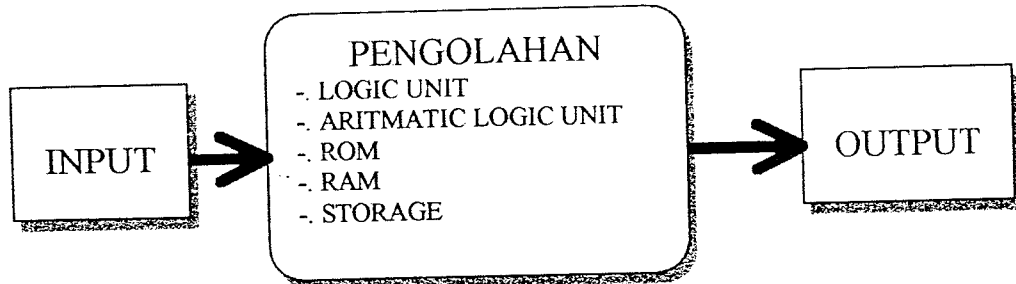 INPUT
PENGOLAHAN
-. LOGIC UNIT
-. ARITMATIC LOGIC UNIT
-. ROM
-. RAM
-. STORAGE
OUTPUT